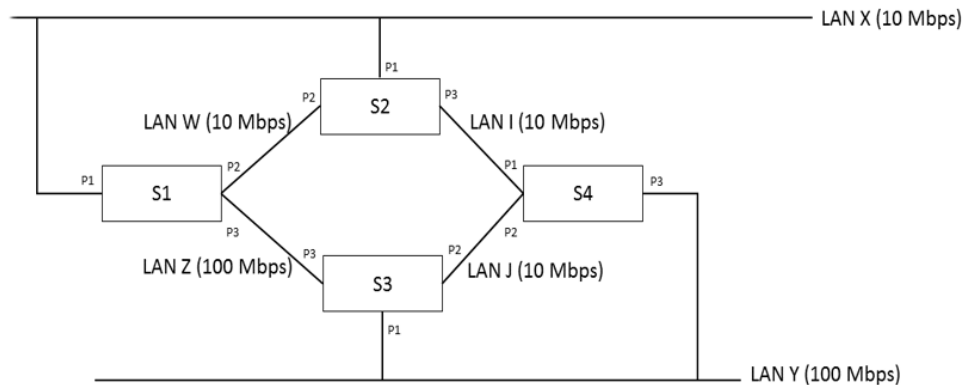 LAN X (10 Mbps)
P1
P2
S2
P3
LAN W (10 Mbps)
LAN I (10 Mbps)
P2
P1
P1
S1
S4
P3
P3
P2
P3
P2
LAN Z (100 Mbps)
LAN J (10 Mbps)
S3
P1
LAN Y (100 Mbps)